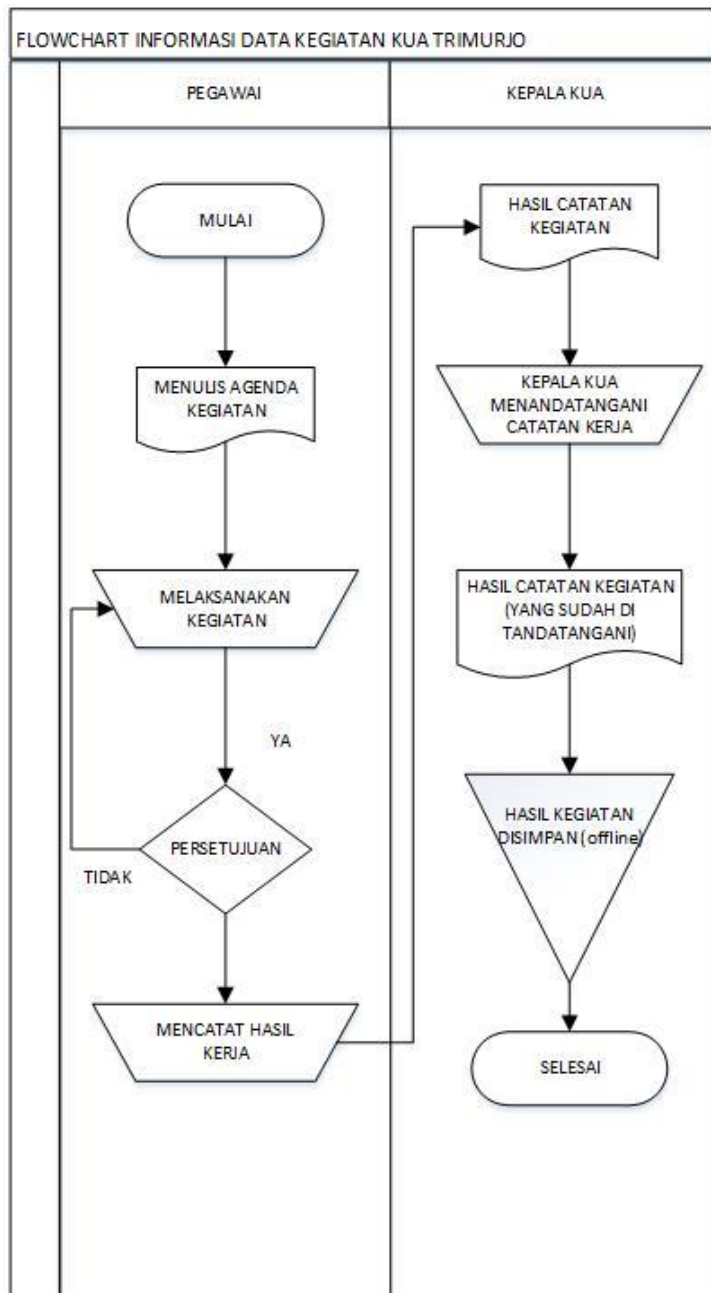 FLOWCHART INFORMASI DATA KEGIATAN KUA TRIMURJO
PEGAWAI
KEPALA KUA
MULAI
MENULIS AGENDA
KEGIATAN
MELAKSANAKAN
KEGIATAN
YA
PERSETUJUAN
TIDAK
MENCATAT HASIL
KERJA
HASIL CATATAN
KEGIATAN
KEPALA KUA
MENANDATANGANI
CATATAN KERJA
HASIL CATATAN KEGIATAN
(YANG SUDAH DI
TANDATANGANI)
HASIL KEGIATAN
DISIMPAN (offline)
SELESAI